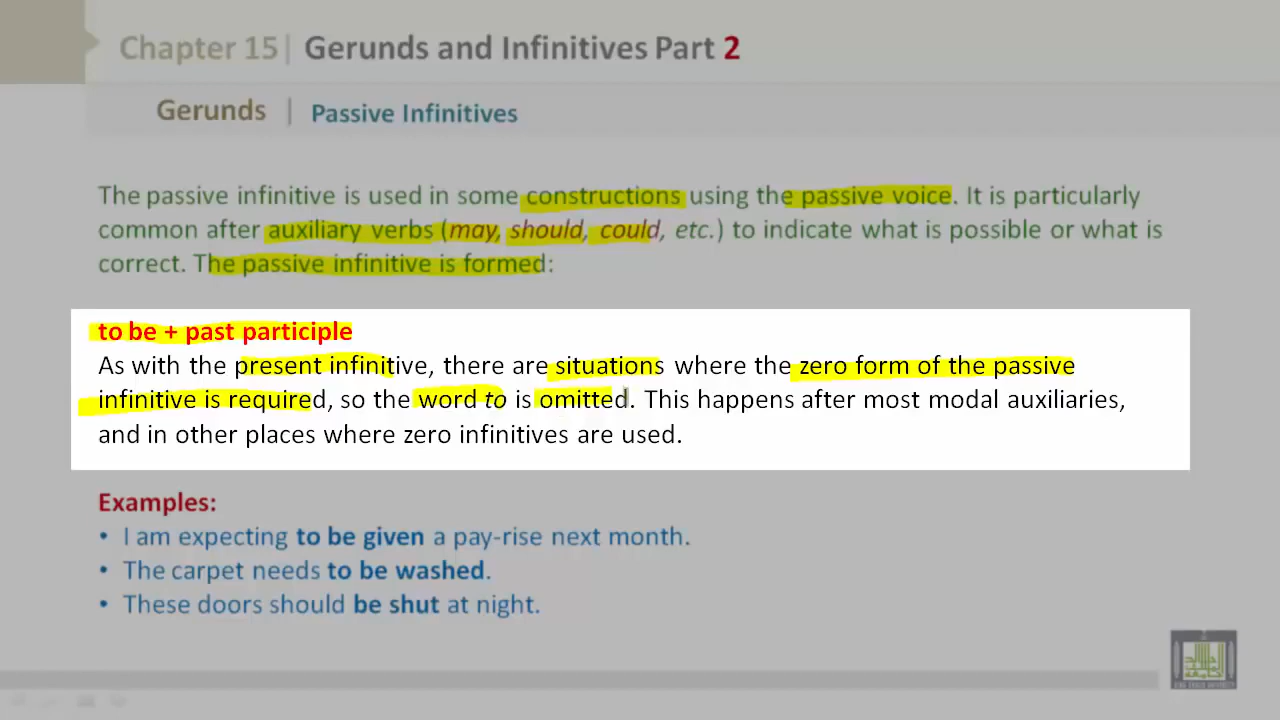 Chapter 15| Gerunds and Infinitives Part 2
Gerunds | Passive Infinitives
The passive infinitive is used in some constructions using the passive voice. It is particularly
common after auxiliary verbs (may, should, could, etc.) to indicate what is possible or what is
correct. The passive infinitive is formed:
to be + past participle
As with the present infinitive, there are situations where the zero form of the passive
infinitive is required, so the word to is omitted. This happens after most modal auxiliaries,
and in other places where zero infinitives are used.
Examples:
• I am expecting to be given a pay-rise next month.
• The carpet needs to be washed.
• These doors should be shut at night.